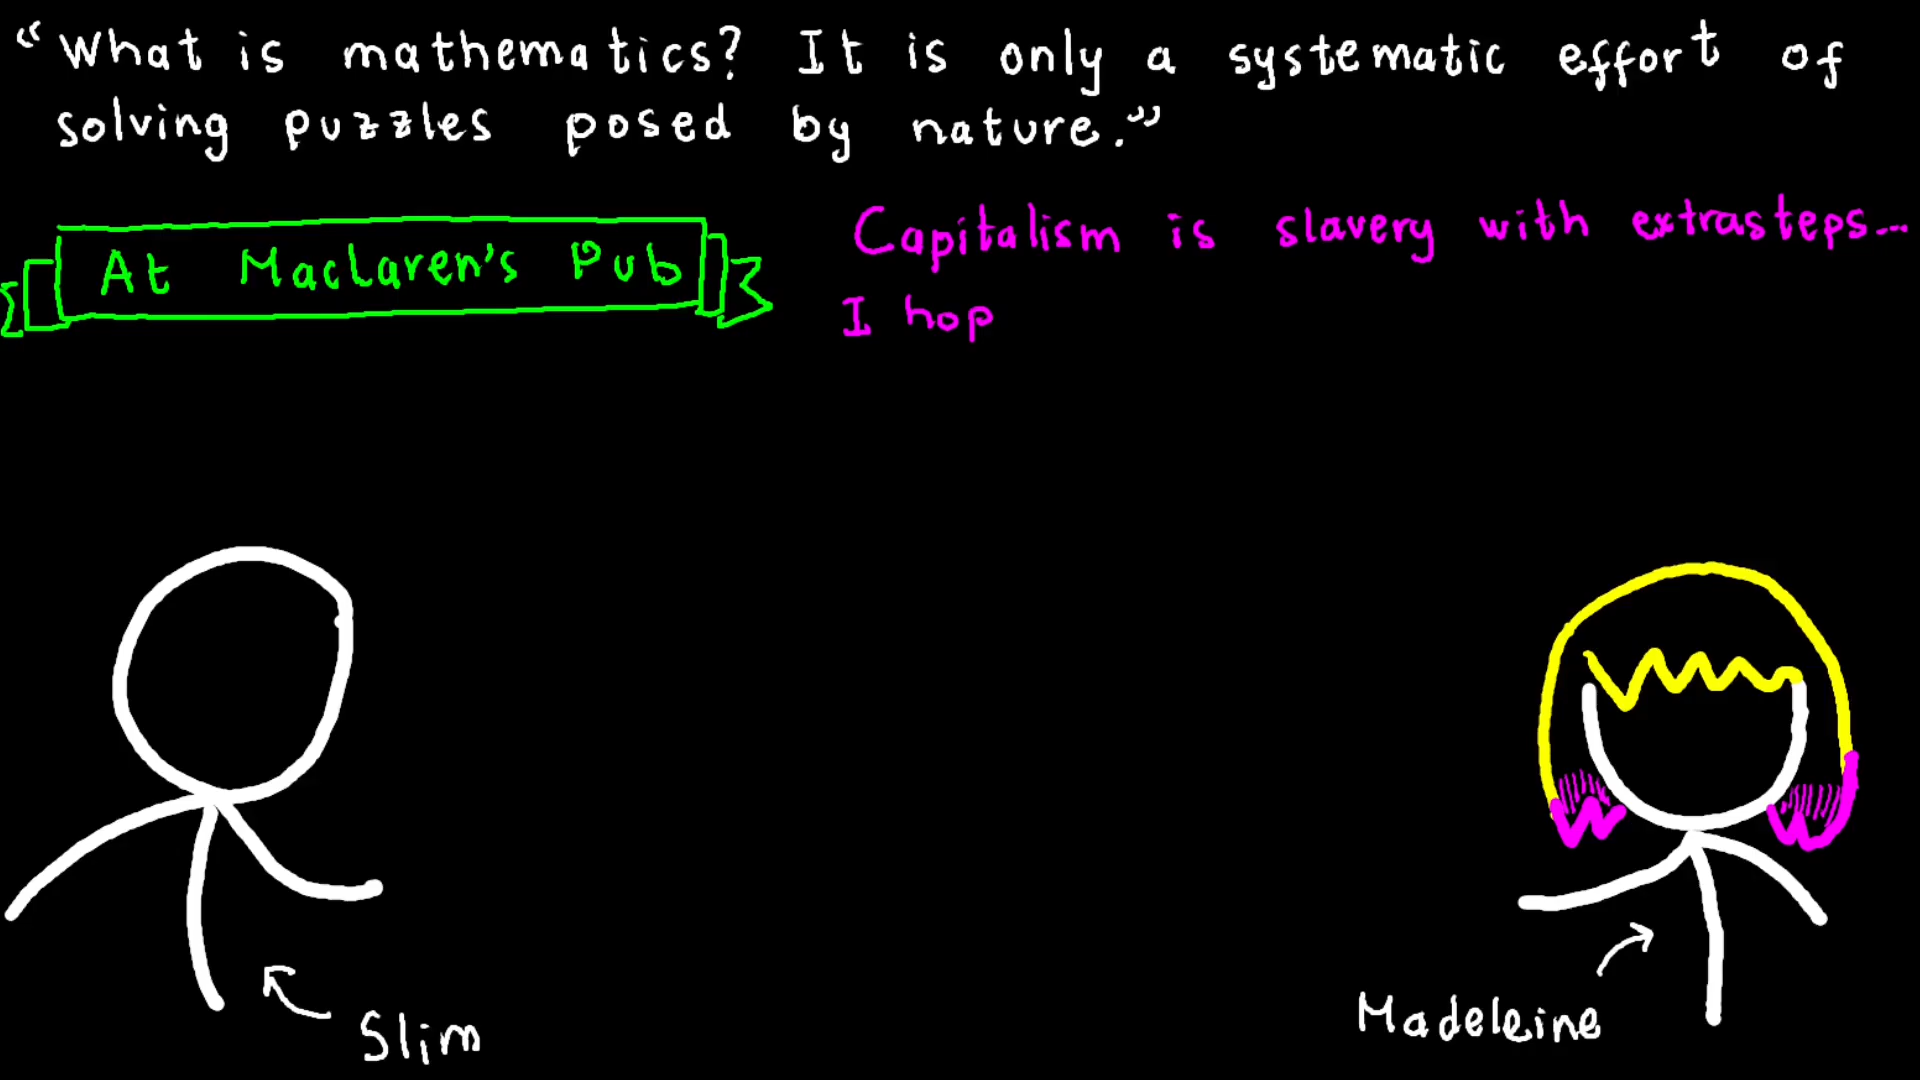 “What is mathematics? It is only a systematic effort of
solving puzzles posed by nature.”
At MacLaren's Pub
Capitalism is slavery with extrasteps...
I hop
Slim
Madeleine